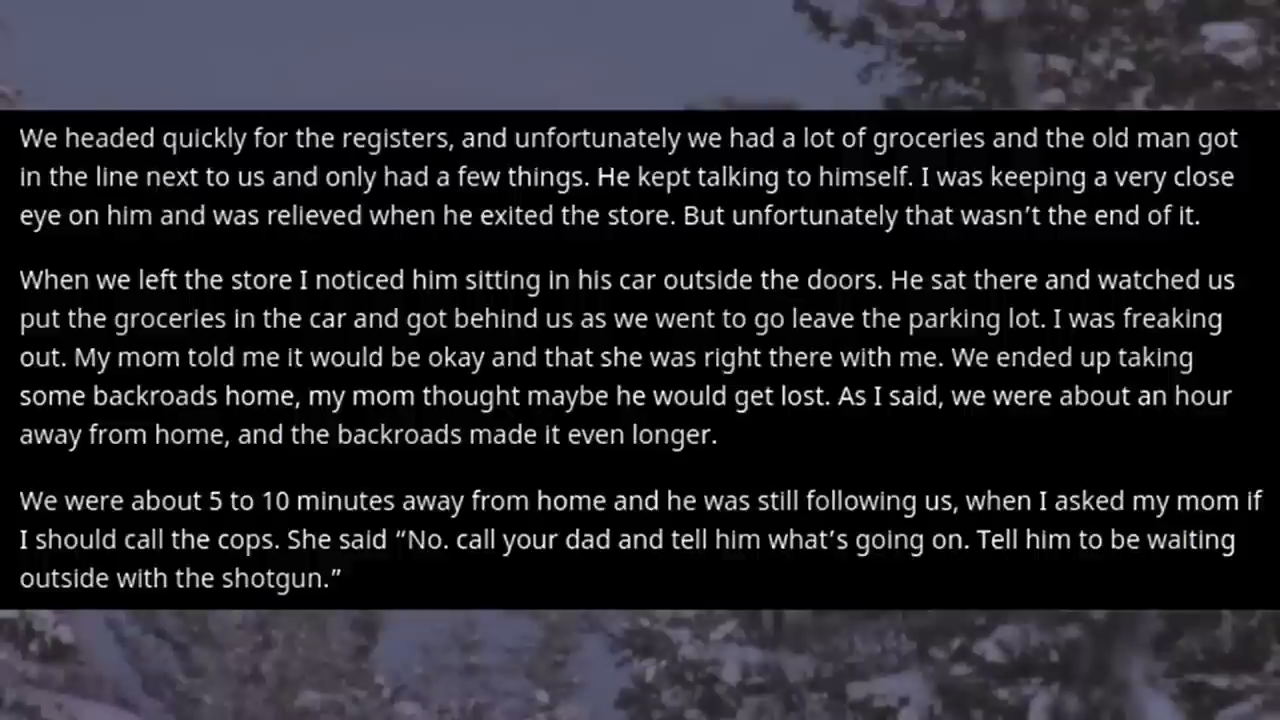 We headed quickly for the registers, and unfortunately we had a lot of groceries and the old man got
in the line next to us and only had a few things. He kept talking to himself. I was keeping a very close
eye on him and was relieved when he exited the store. But unfortunately that wasn’t the end of it.
When we left the store I noticed him sitting in his car outside the doors. He sat there and watched us
put the groceries in the car and got behind us as we went to go leave the parking lot. I was freaking
out. My mom told me it would be okay and that she was right there with me. We ended up taking
some backroads home, my mom thought maybe he would get lost. As I said, we were about an hour
away from home, and the backroads made it even longer.
We were about 5 to 10 minutes away from home and he was still following us, when I asked my mom if
I should call the cops. She said “No. call your dad and tell him what’s going on. Tell him to be waiting
outside with the shotgun.”